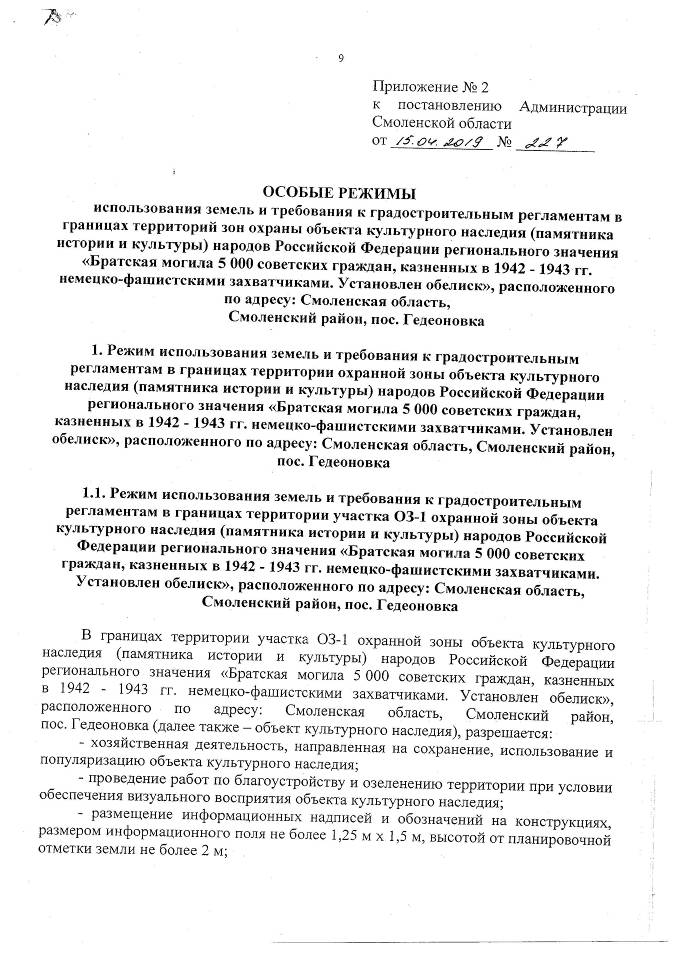 9
Приложение № 2
к постановлению Администрации
Смоленской области
от 15.04.2019 № 227
ОСОБЫЕ РЕЖИМЫ
использования земель и требования к градостроительным регламентам в
границах территорий зон охраны объекта культурного наследия (памятника
истории и культуры) народов Российской Федерации регионального значения
«Братская могила 5 000 советских граждан, казненных в 1942 - 1943 гг.
немецко-фашистскими захватчиками. Установлен обелиск», расположенного
по адресу: Смоленская область,
Смоленский район, пос. Гедеоновка
1. Режим использования земель и требования к градостроительным
регламентам в границах территории охранной зоны объекта культурного
наследия (памятника истории и культуры) народов Российской Федерации
регионального значения «Братская могила 5 000 советских граждан,
казненных в 1942 - 1943 гг. немецко-фашистскими захватчиками. Установлен
обелиск», расположенного по адресу: Смоленская область, Смоленский район,
пос. Гедеоновка
1.1. Режим использования земель и требования к градостроительным
регламентам в границах территории участка ОЗ-1 охранной зоны объекта
культурного наследия (памятника истории и культуры) народов Российской
Федерации регионального значения «Братская могила 5 000 советских
граждан, казненных в 1942 - 1943 гг. немецко-фашистскими захватчиками.
Установлен обелиск», расположенного по адресу: Смоленская область,
Смоленский район, пос. Гедеоновка
В границах территории участка ОЗ-1 охранной зоны объекта культурного
наследия (памятника истории и культуры) народов Российской Федерации
регионального значения «Братская могила 5 000 советских граждан, казненных
в 1942 - 1943 гг. немецко-фашистскими захватчиками. Установлен обелиск»,
расположенного по адресу: Смоленская область, Смоленский район,
пос. Гедеоновка (далее также – объект культурного наследия), разрешается:
- хозяйственная деятельность, направленная на сохранение, использование и
популяризацию объекта культурного наследия;
- проведение работ по благоустройству и озеленению территории при условии
обеспечения визуального восприятия объекта культурного наследия;
- размещение информационных надписей и обозначений на конструкциях,
размером информационного поля не более 1,25 м х 1,5 м, высотой от планировочной
отметки земли не более 2 м;